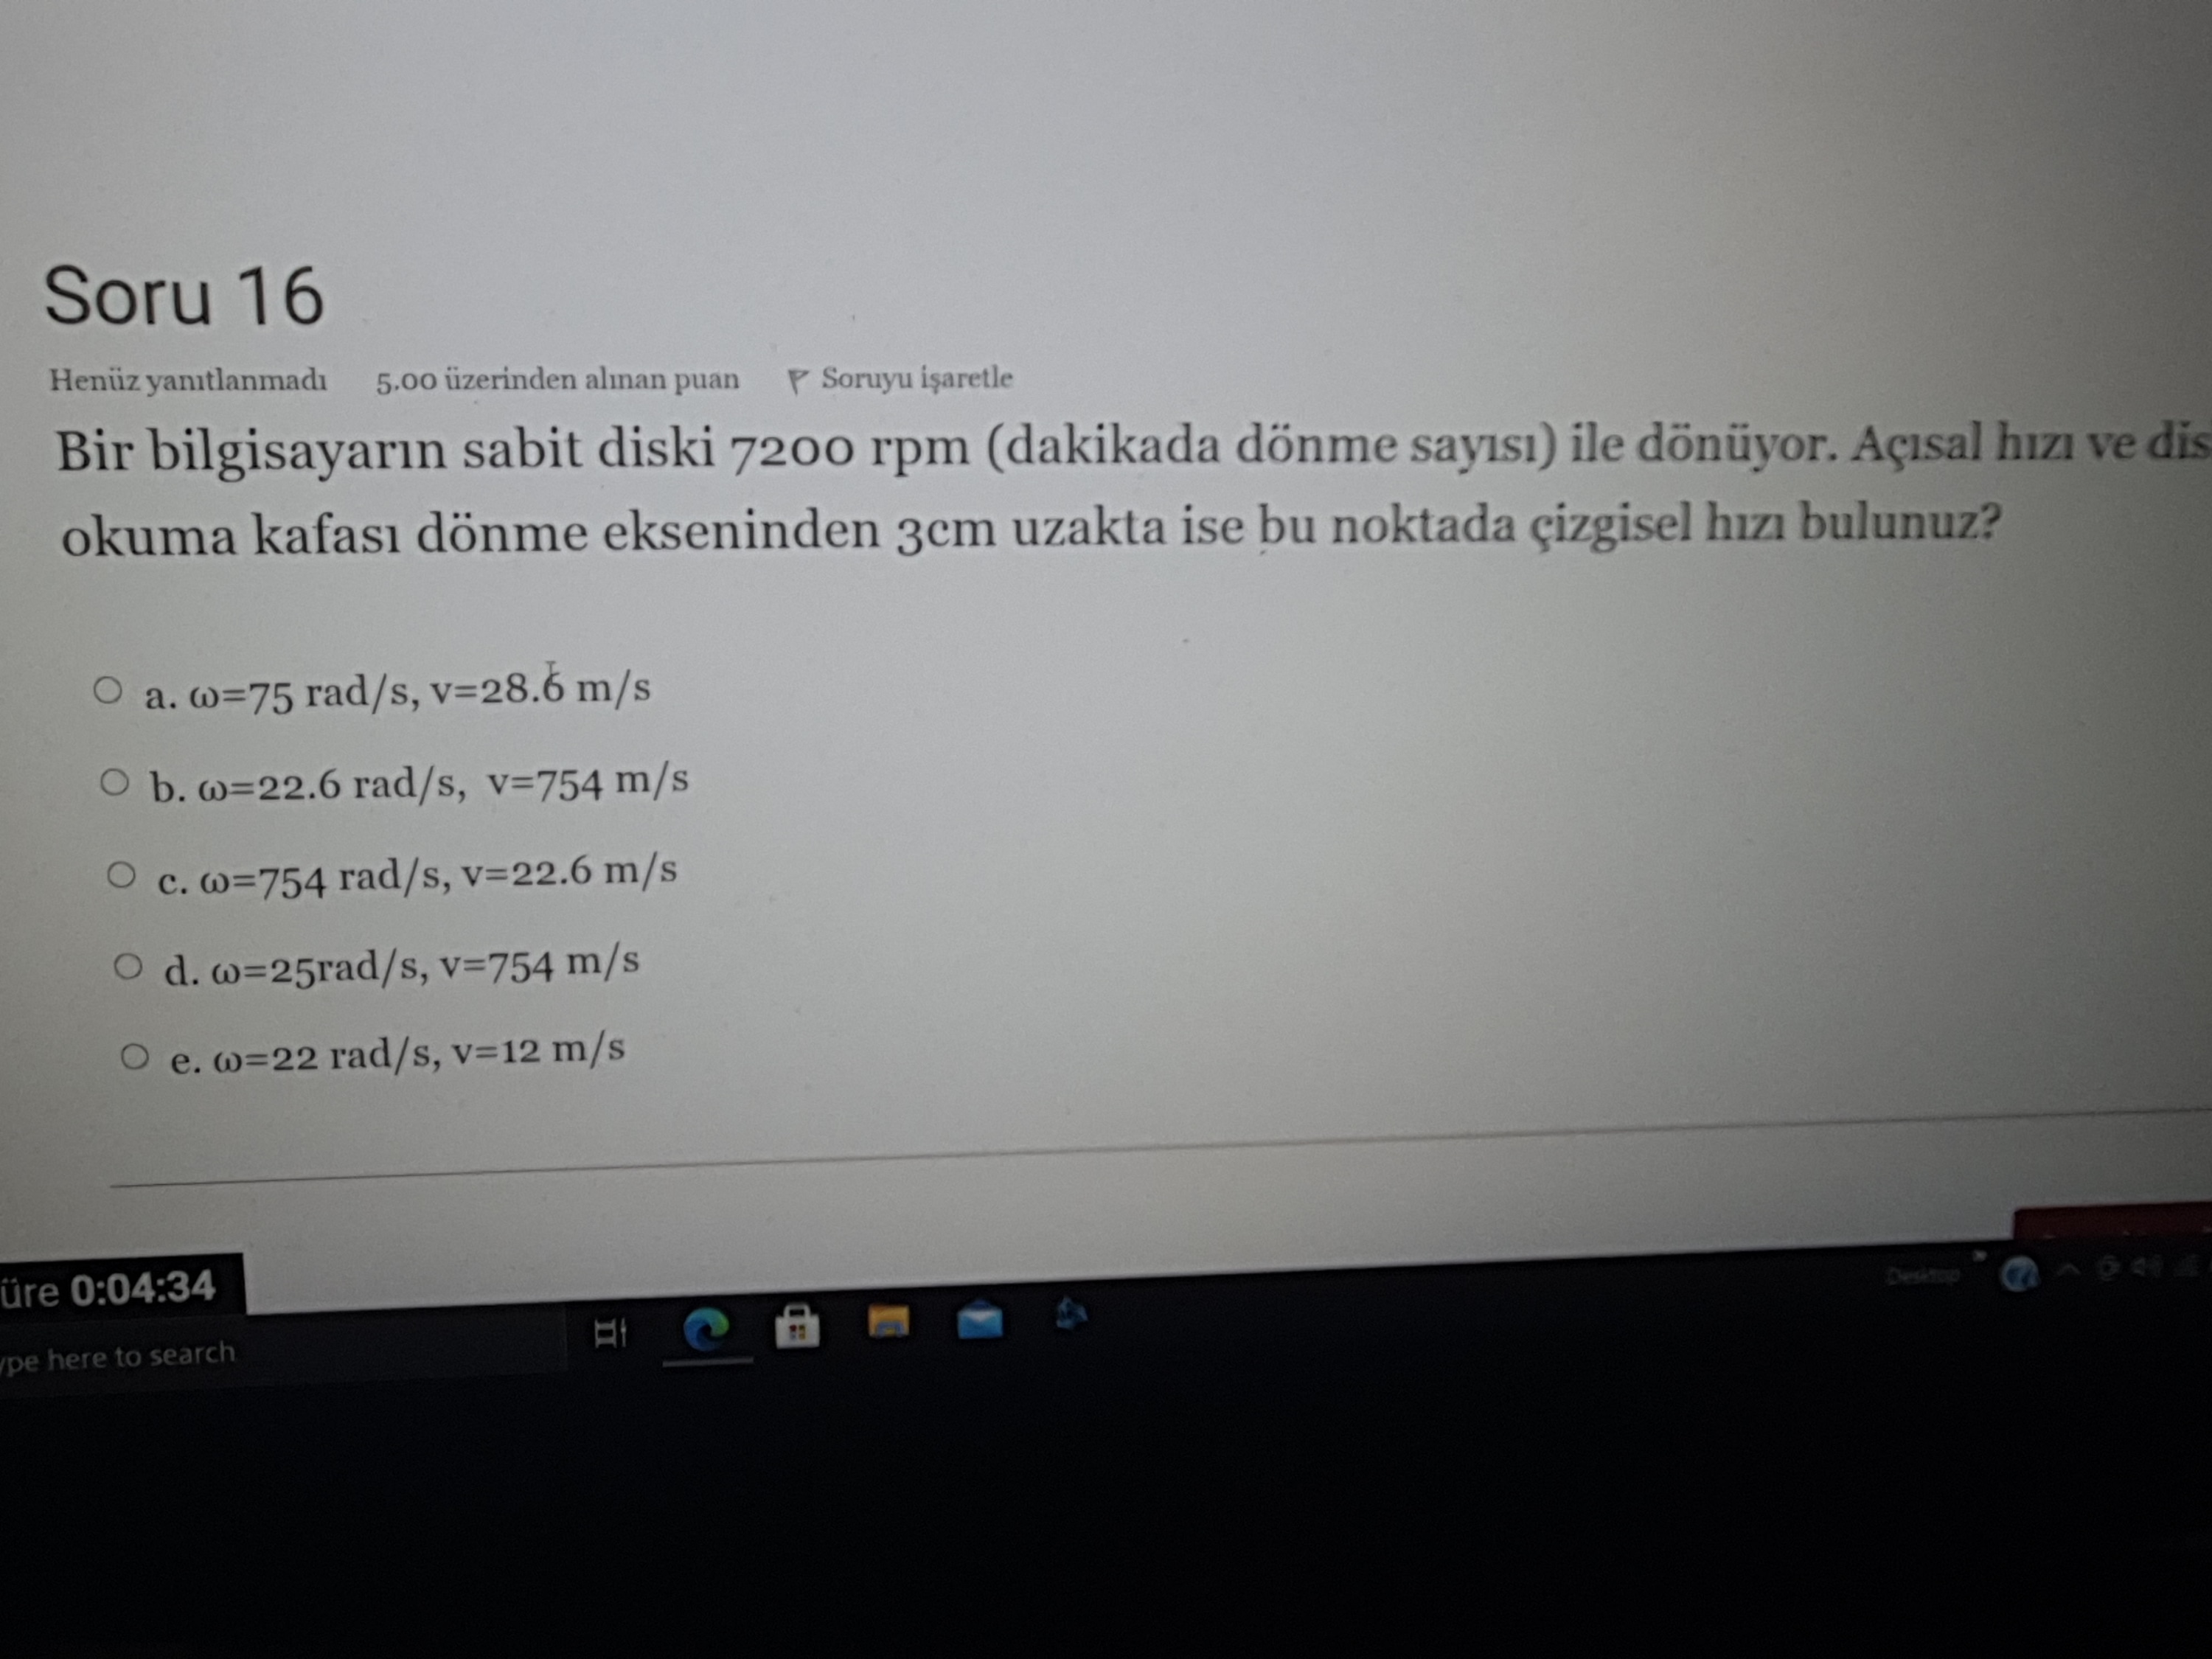 Soru 16
Henüz yanıtlanmadı 5.00 üzerinden alınan puan Soruyu işaretle
Bir bilgisayarın sabit diski 7200 rpm (dakikada dönme sayısı) ile dönüyor. Açısal hızı ve dis
okuma kafası dönme ekseninden 3cm uzakta ise bu noktada çizgisel hızı bulunuz?
a. ω=75 rad/s, v=28.6 m/s
b. ω=22.6 rad/s, v=754 m/s
c. ω=754 rad/s, v=22.6 m/s
d. ω=25rad/s, v=754 m/s
e. ω=22 rad/s, v=12 m/s
üre 0:04:34
Desktop
ype here to search